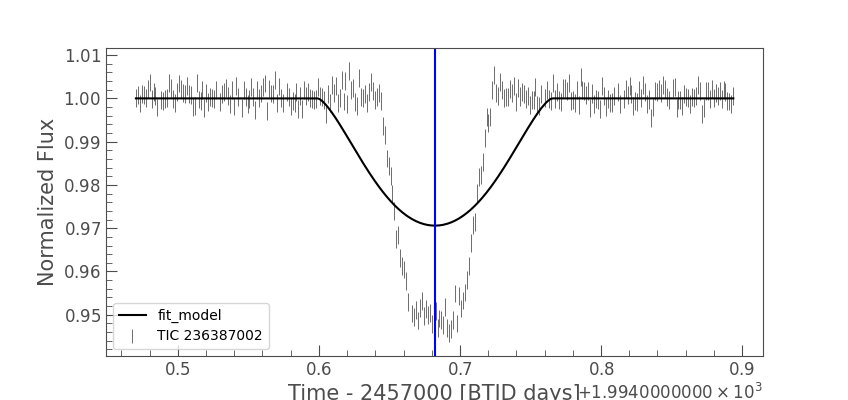 1.01
1.00
0.99
0.98
0.97
0.96
0.95
Normalized Flux
fit_model
TIC 236387002
0.5 0.6 0.7 0.8 0.9
Time - 2457000 [BTJD days]
+1.9940000000 × 10³